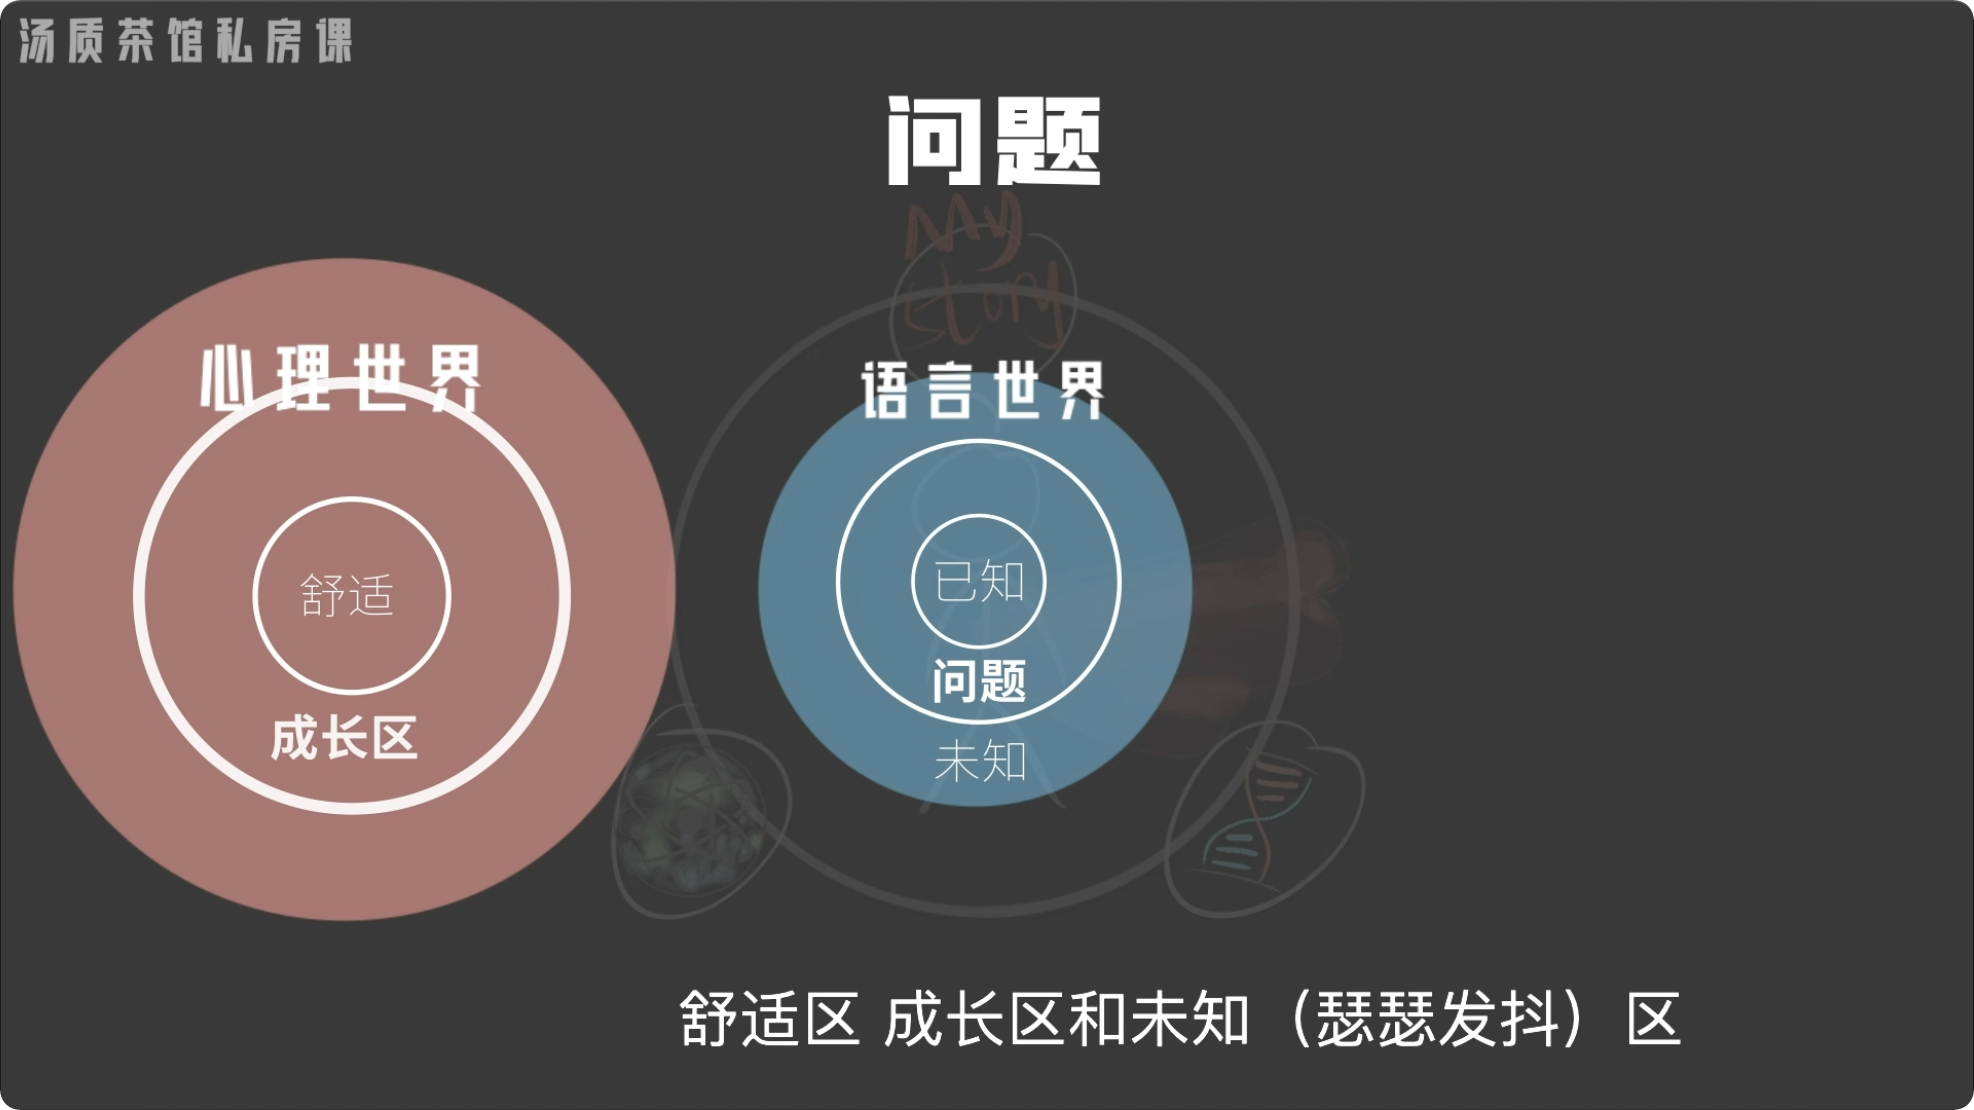 汤质茶馆私房课
问题
My
story
心理世界
舒适
成长区
语言世界
已知
问题
未知
舒适区 成长区和未知（瑟瑟发抖）区